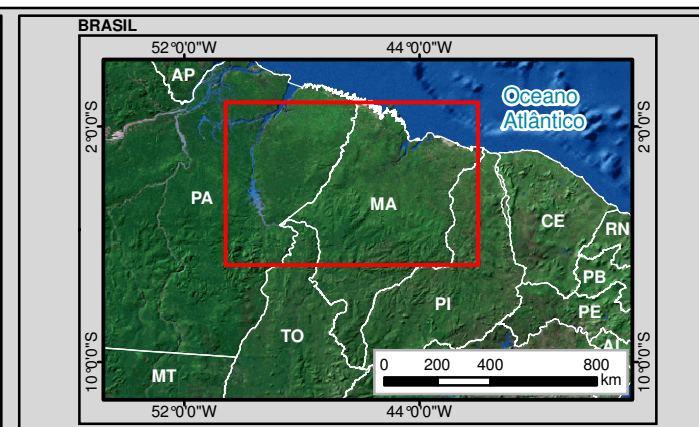 BRASIL
52°0'0"W 44°0'0"W
AP
Oceano
Atlântico
2°0'0"S 2°0'0"S
PA
MA
CE
RN
PB
PI
PE
TO
AL
MT
0 200 400 800
km
10°0'0"S 10°0'0"S
52°0'0"W 44°0'0"W